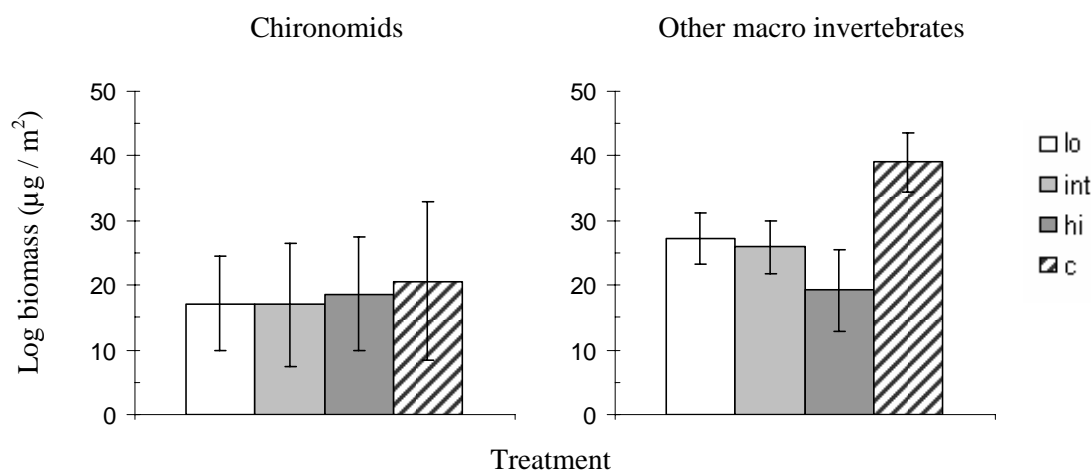 Chironomids
Other macro invertebrates
Log biomass (µg / m²)
50
40
30
20
10
0
50
40
30
20
10
0
lo
int
hi
c
Treatment